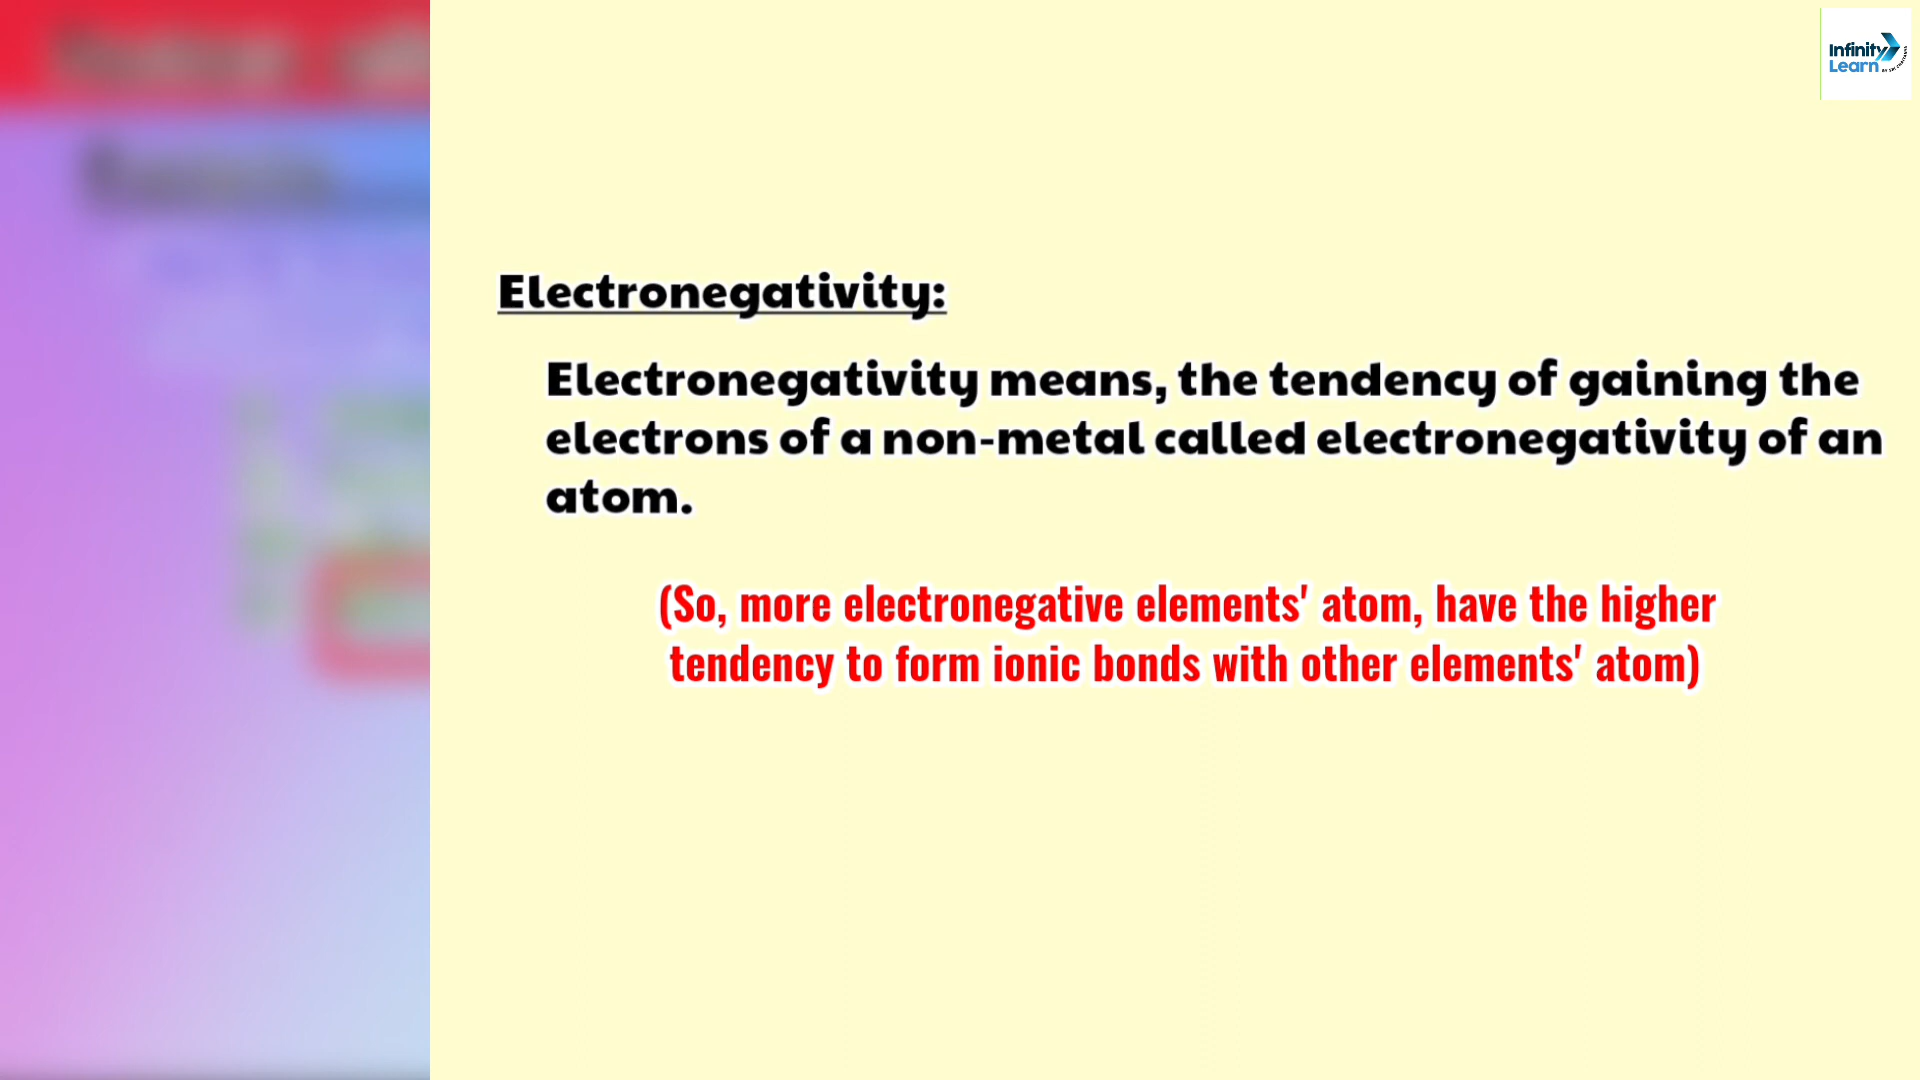 Infinity
Learn
Electronegativity:
Electronegativity means, the tendency of gaining the
electrons of a non-metal called electronegativity of an
atom.
(So, more electronegative elements' atom, have the higher
tendency to form ionic bonds with other elements' atom)